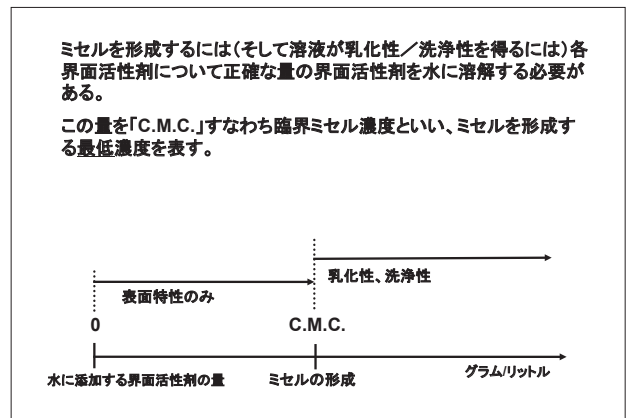 ミセルを形成するには(そして溶液が乳化性／洗浄性を得るには)各
界面活性剤について正確な量の界面活性剤を水に溶解する必要が
ある。
この量を「C.M.C.」すなわち臨界ミセル濃度といい、ミセルを形成す
る最低濃度を表す。
乳化性、洗浄性
表面特性のみ
0
C.M.C.
水に添加する界面活性剤の量
ミセルの形成
グラム/リットル